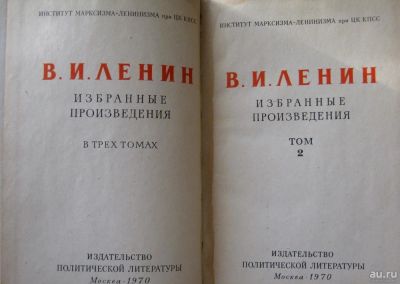 ИНСТИТУТ МАРКСИЗМА-ЛЕНИНИЗМА при ЦК КПСС
В. И. ЛЕНИН
ИЗБРАННЫЕ
ПРОИЗВЕДЕНИЯ
В ТРЕХ ТОМАХ
ИЗДАТЕЛЬСТВО
ПОЛИТИЧЕСКОЙ ЛИТЕРАТУРЫ
Москва · 1970
ИНСТИТУТ МАРКСИЗМА-ЛЕНИНИЗМА при ЦК КПСС
В. И. ЛЕНИН
ИЗБРАННЫЕ
ПРОИЗВЕДЕНИЯ
ТОМ
2
ИЗДАТЕЛЬСТВО
ПОЛИТИЧЕСКОЙ ЛИТЕРАТУРЫ
Москва · 1970
au.ru